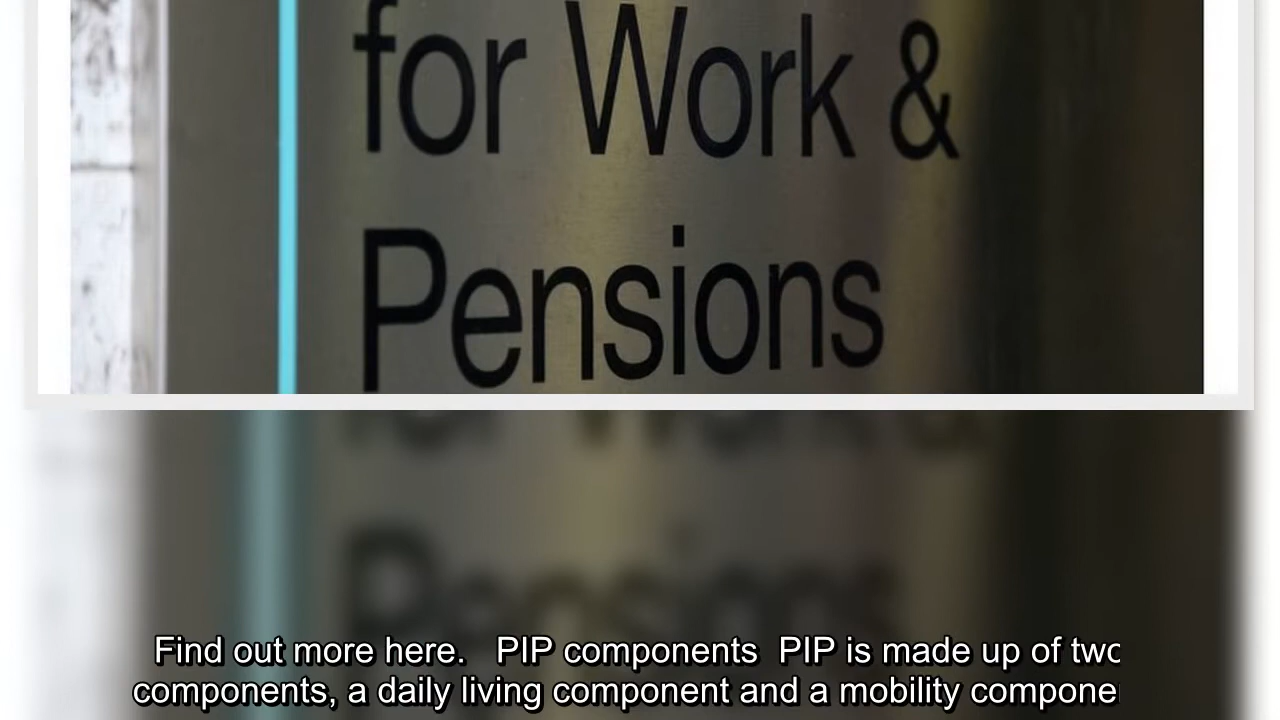 for Work &
Pensions
Find out more here. PIP components PIP is made up of two
components, a daily living component and a mobility compone